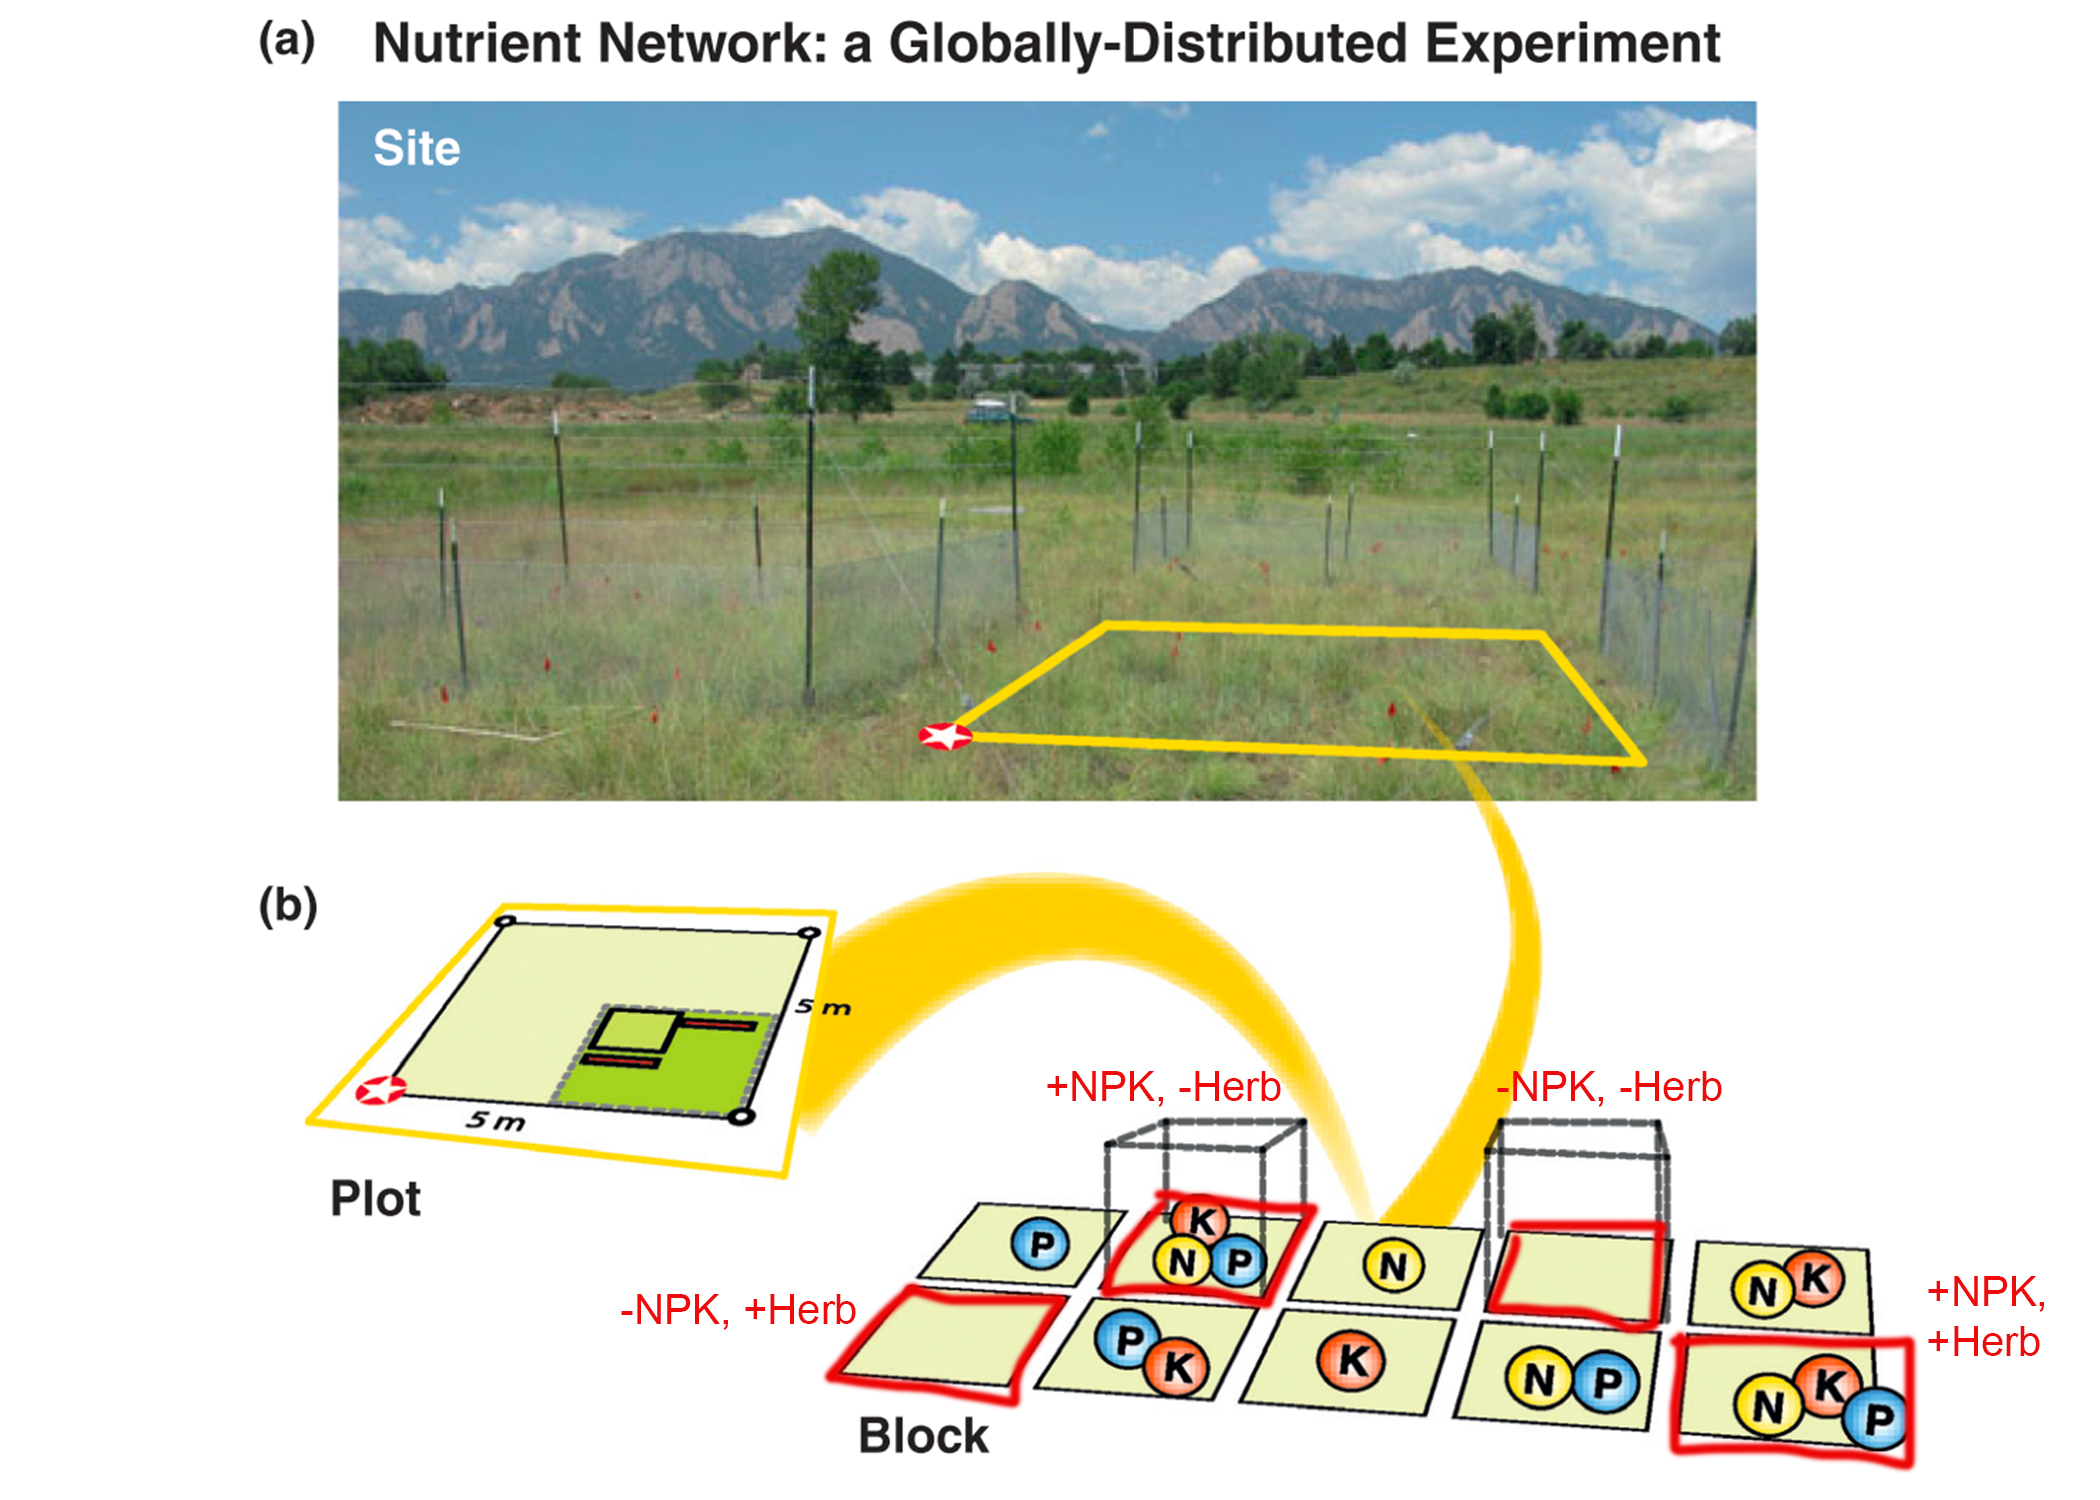 (a) Nutrient Network: a Globally-Distributed Experiment
Site
(b)
5 m
5 m
Plot
+NPK, -Herb
-NPK, -Herb
P
K
N P
N
N K
-NPK, +Herb
+NPK,
+Herb
P K
K
N P
N K P
Block